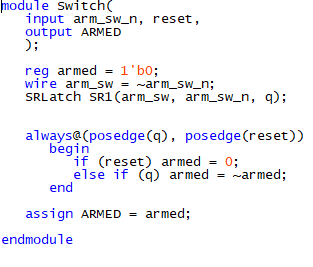 module Switch(
input arm_sw_n, reset,
output ARMED
);
reg armed = 1'b0;
wire arm_sw = ~arm_sw_n;
SRLatch SR1(arm_sw, arm_sw_n, q);
always@(posedge(q), posedge(reset))
begin
if (reset) armed = 0;
else if (q) armed = ~armed;
end
assign ARMED = armed;
endmodule